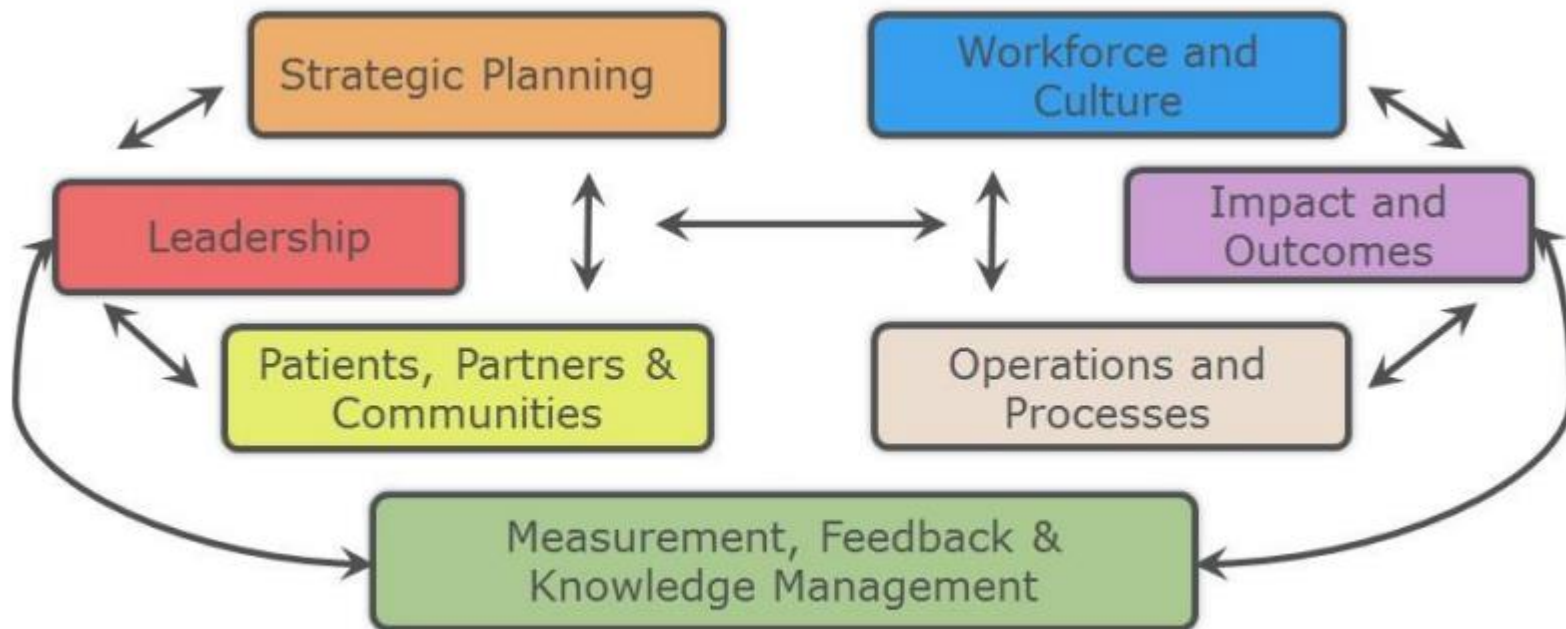 Strategic Planning
Workforce and
Culture
Leadership
Impact and
Outcomes
Patients, Partners &
Communities
Operations and
Processes
Measurement, Feedback &
Knowledge Management